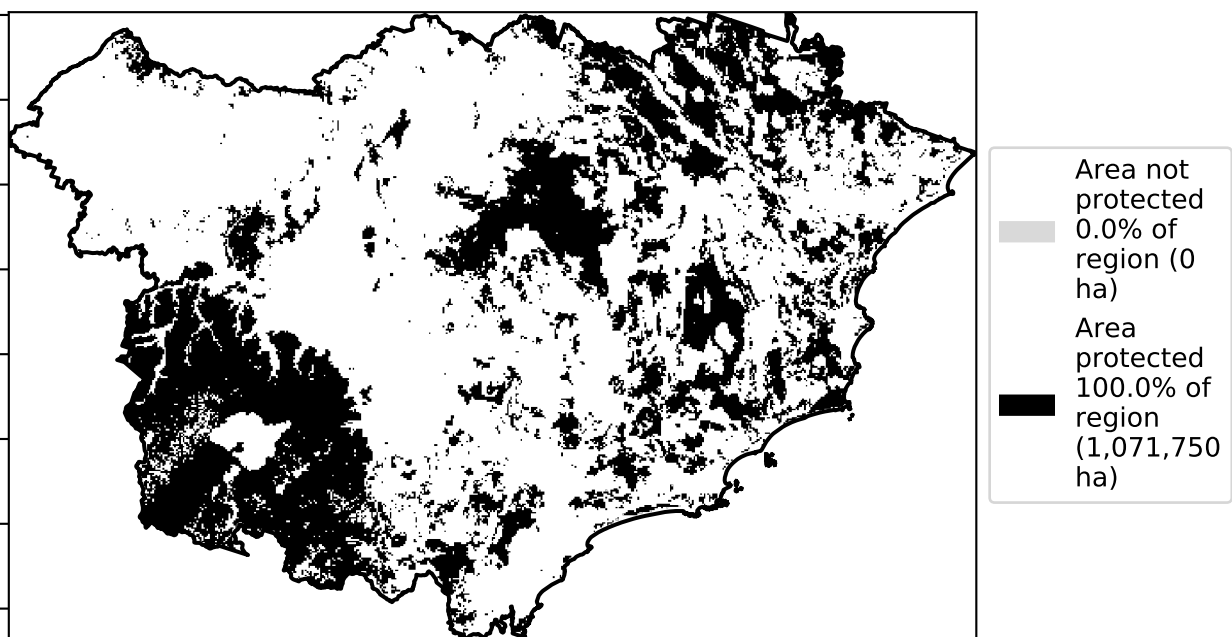 Area not
protected
0.0% of
region (0
ha)
Area
protected
100.0% of
region
(1,071,750
ha)